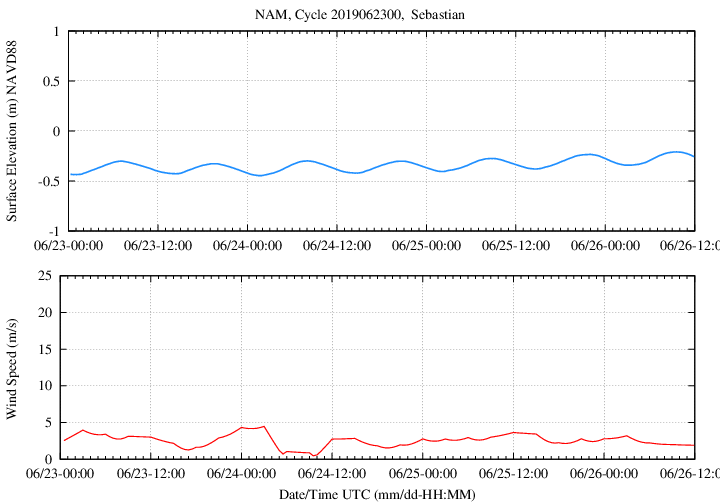 NAM, Cycle 2019062300,  Sebastian
Surface Elevation (m) NAVD88
1
0.5
0
-0.5
-1
06/23-00:00 06/23-12:00 06/24-00:00 06/24-12:00 06/25-00:00 06/25-12:00 06/26-00:00 06/26-12:0
Wind Speed (m/s)
25
20
15
10
5
0
06/23-00:00 06/23-12:00 06/24-00:00 06/24-12:00 06/25-00:00 06/25-12:00 06/26-00:00 06/26-12:0
Date/Time UTC (mm/dd-HH:MM)